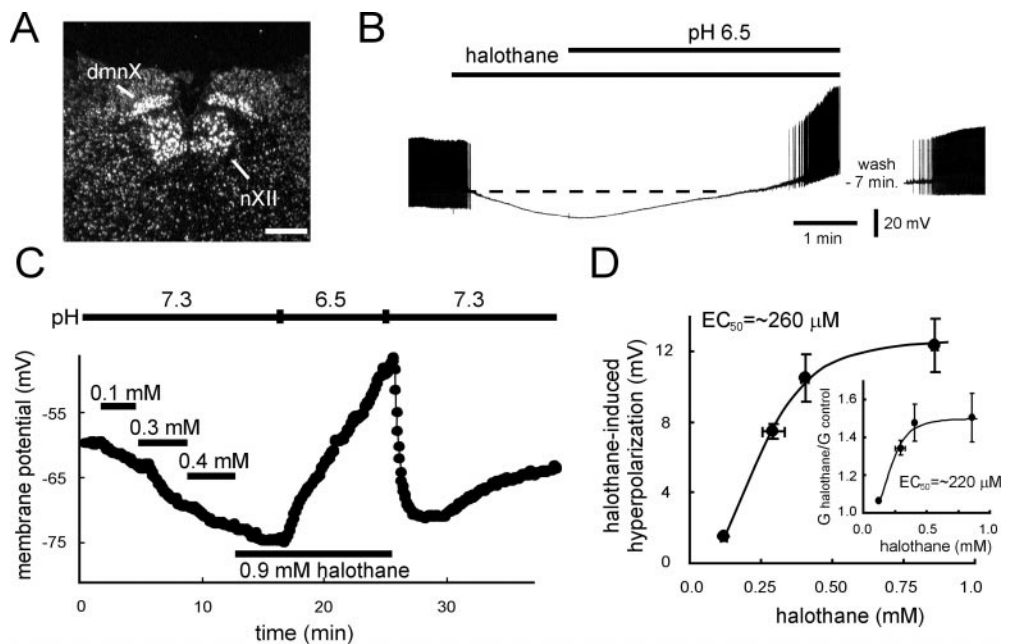 A
dmnX
nXII
B
pH 6.5
halothane
wash
- 7 min.
1 min
20 mV
C
pH
7.3
6.5
7.3
membrane potential (mV)
-55
-65
-75
0.1 mM
0.3 mM
0.4 mM
0.9 mM halothane
0
10
20
30
time (min)
D
EC₅₀=~260 µM
halothane-induced
hyperpolarization (mV)
12
8
4
0
0.25
0.50
0.75
1.00
halothane (mM)
G halothane/G control
1.6
1.4
1.2
1.0
EC₅₀=~220 µM
0
0.5
1.0
halothane (mM)